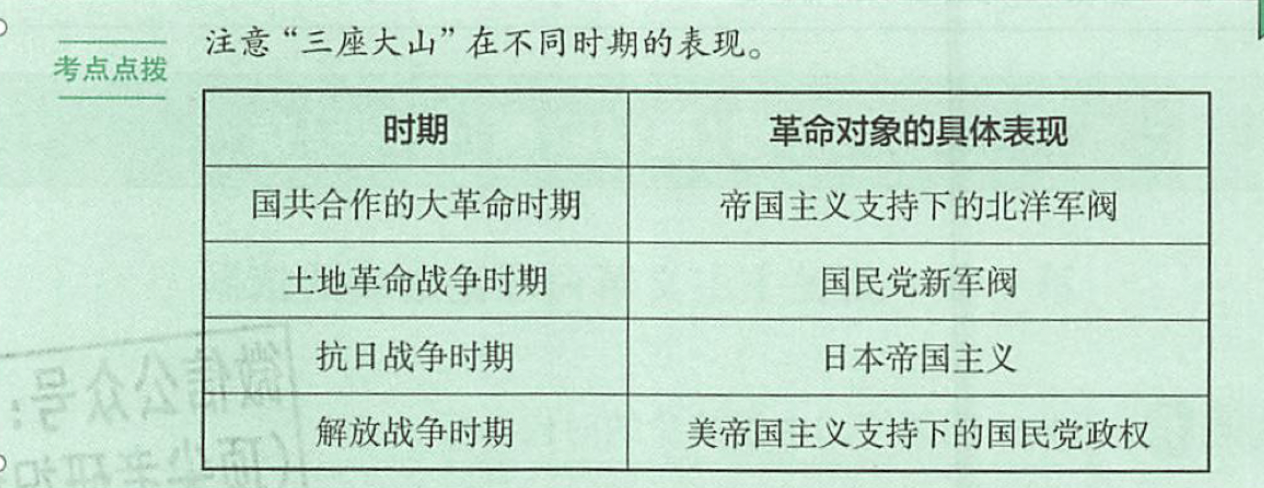 注意“三座大山”在不同时期的表现。
考点点拨
时期 革命对象的具体表现
国共合作的大革命时期 帝国主义支持下的北洋军阀
土地革命战争时期 国民党新军阀
抗日战争时期 日本帝国主义
解放战争时期 美帝国主义支持下的国民党政权
微信公众号: